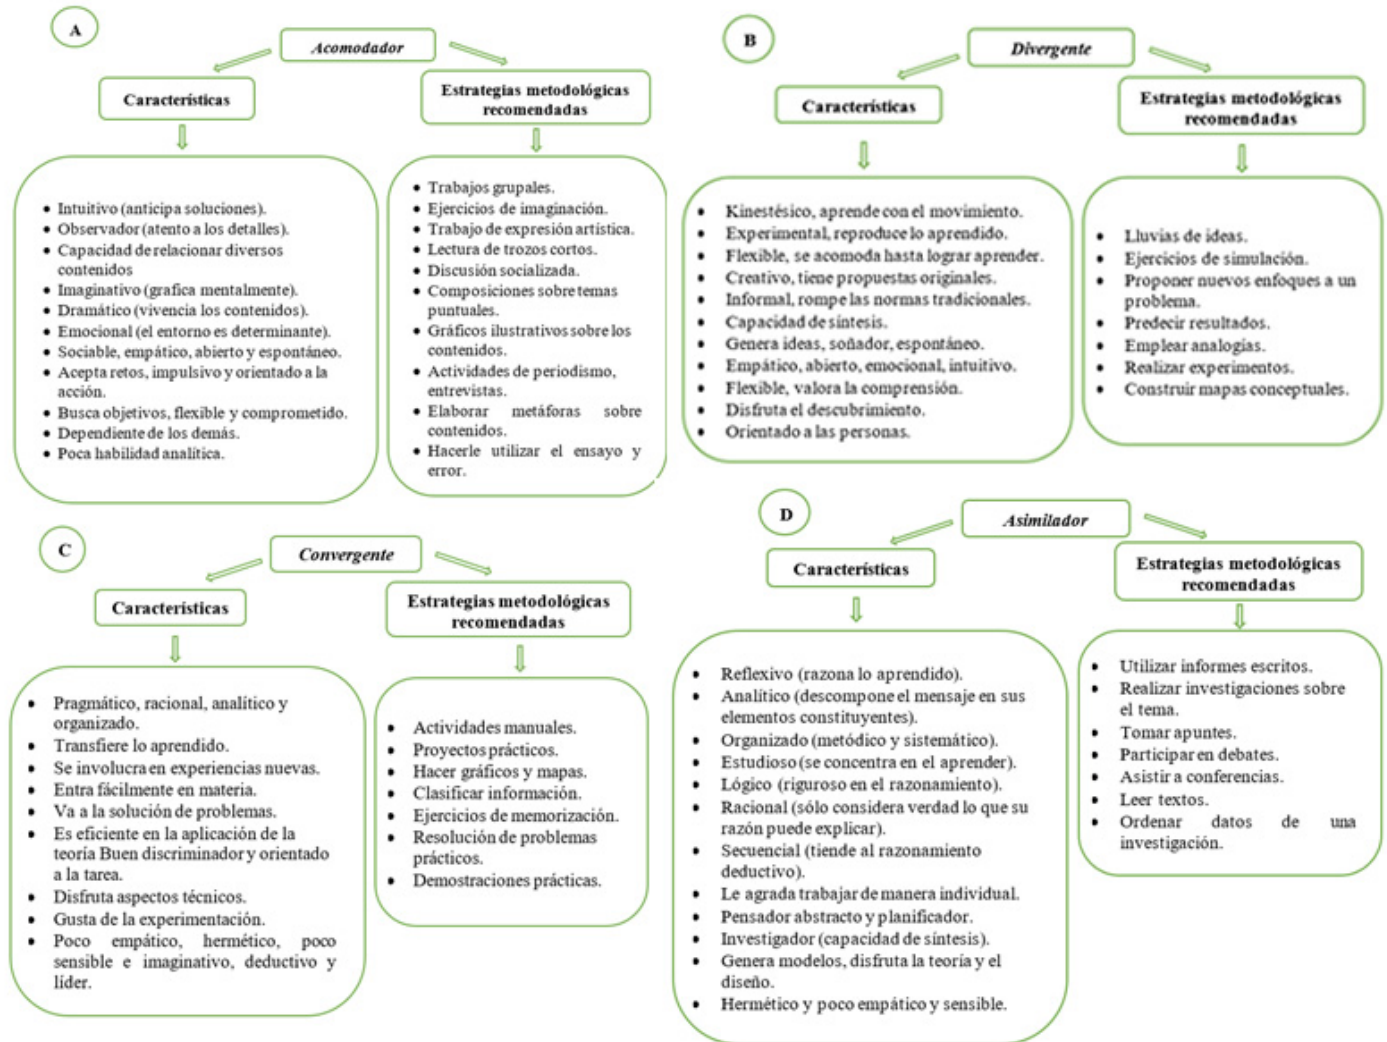 A
Acomodador
Características
Estrategias metodológicas
recomendadas
• Intuitivo (anticipa soluciones).
• Observador (atento a los detalles).
• Capacidad de relacionar diversos
contenidos
• Imaginativo (grafica mentalmente).
• Dramático (vivencia los contenidos).
• Emocional (el entorno es determinante).
• Sociable, empático, abierto y espontáneo.
• Acepta retos, impulsivo y orientado a la
acción.
• Busca objetivos, flexible y comprometido.
• Dependiente de los demás.
• Poca habilidad analítica.
• Trabajos grupales.
• Ejercicios de imaginación.
• Trabajo de expresión artística.
• Lectura de trozos cortos.
• Discusión socializada.
• Composiciones sobre temas
puntuales.
• Gráficos ilustrativos sobre los
contenidos.
• Actividades de periodismo,
entrevistas.
• Elaborar metáforas sobre
contenidos.
• Hacerle utilizar el ensayo y
error.
B
Divergente
Características
Estrategias metodológicas
recomendadas
• Kinestésico, aprende con el movimiento.
• Experimental, reproduce lo aprendido.
• Flexible, se acomoda hasta lograr aprender.
• Creativo, tiene propuestas originales.
• Informal, rompe las normas tradicionales.
• Capacidad de síntesis.
• Genera ideas, soñador, espontáneo.
• Empático, abierto, emocional, intuitivo.
• Flexible, valora la comprensión.
• Disfruta el descubrimiento.
• Orientado a las personas.
• Lluvias de ideas.
• Ejercicios de simulación.
• Proponer nuevos enfoques a un
problema.
• Predecir resultados.
• Emplear analogías.
• Realizar experimentos.
• Construir mapas conceptuales.
C
Convergente
Características
Estrategias metodológicas
recomendadas
• Pragmático, racional, analítico y
organizado.
• Transfiere lo aprendido.
• Se involucra en experiencias nuevas.
• Entra fácilmente en materia.
• Va a la solución de problemas.
• Es eficiente en la aplicación de la
teoría Buen discriminador y orientado
a la tarea.
• Disfruta aspectos técnicos.
• Gusta de la experimentación.
• Poco empático, hermético, poco
sensible e imaginativo, deductivo y
líder.
• Actividades manuales.
• Proyectos prácticos.
• Hacer gráficos y mapas.
• Clasificar información.
• Ejercicios de memorización.
• Resolución de problemas
prácticos.
• Demostraciones prácticas.
D
Asimilador
Características
Estrategias metodológicas
recomendadas
• Reflexivo (razona lo aprendido).
• Analítico (descompone el mensaje en sus
elementos constituyentes).
• Organizado (metódico y sistemático).
• Estudioso (se concentra en el aprender).
• Lógico (riguroso en el razonamiento).
• Racional (sólo considera verdad lo que su
razón puede explicar).
• Secuencial (tiende al razonamiento
deductivo).
• Le agrada trabajar de manera individual.
• Pensador abstracto y planificador.
• Investigador (capacidad de síntesis).
• Genera modelos, disfruta la teoría y el
diseño.
• Hermético y poco empático y sensible.
• Utilizar informes escritos.
• Realizar investigaciones sobre
el tema.
• Tomar apuntes.
• Participar en debates.
• Asistir a conferencias.
• Leer textos.
• Ordenar datos de una
investigación.